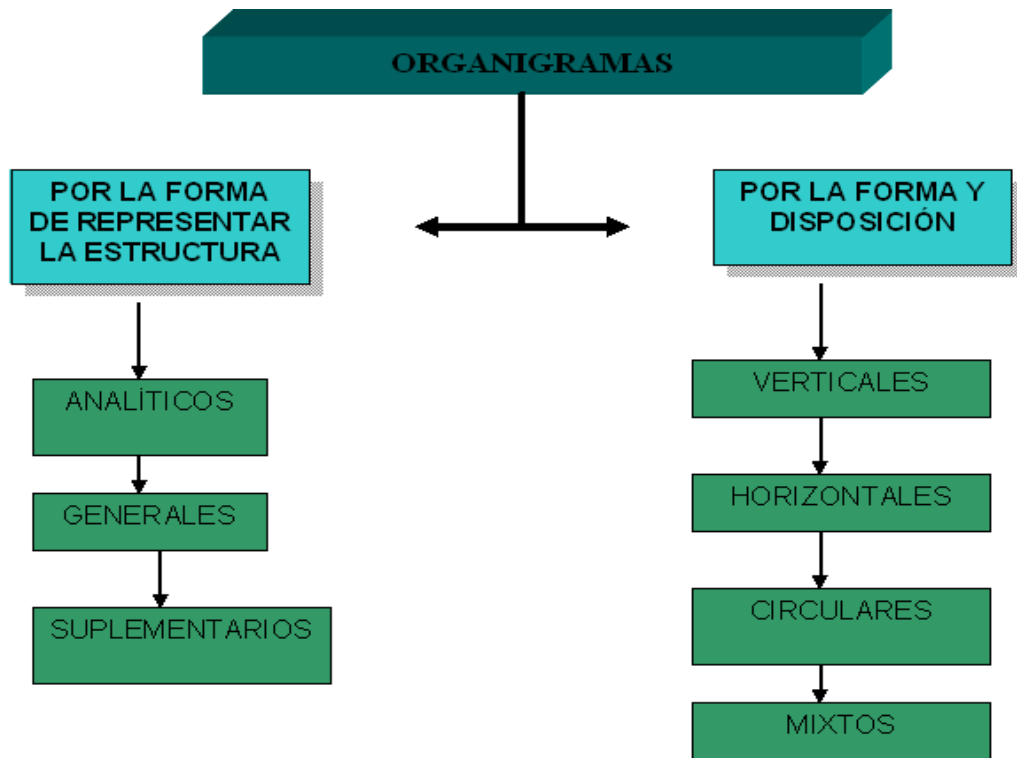 ORGANIGRAMAS
POR LA FORMA
DE REPRESENTAR
LA ESTRUCTURA
ANALÍTICOS
GENERALES
SUPLEMENTARIOS
POR LA FORMA Y
DISPOSICIÓN
VERTICALES
HORIZONTALES
CIRCULARES
MIXTOS